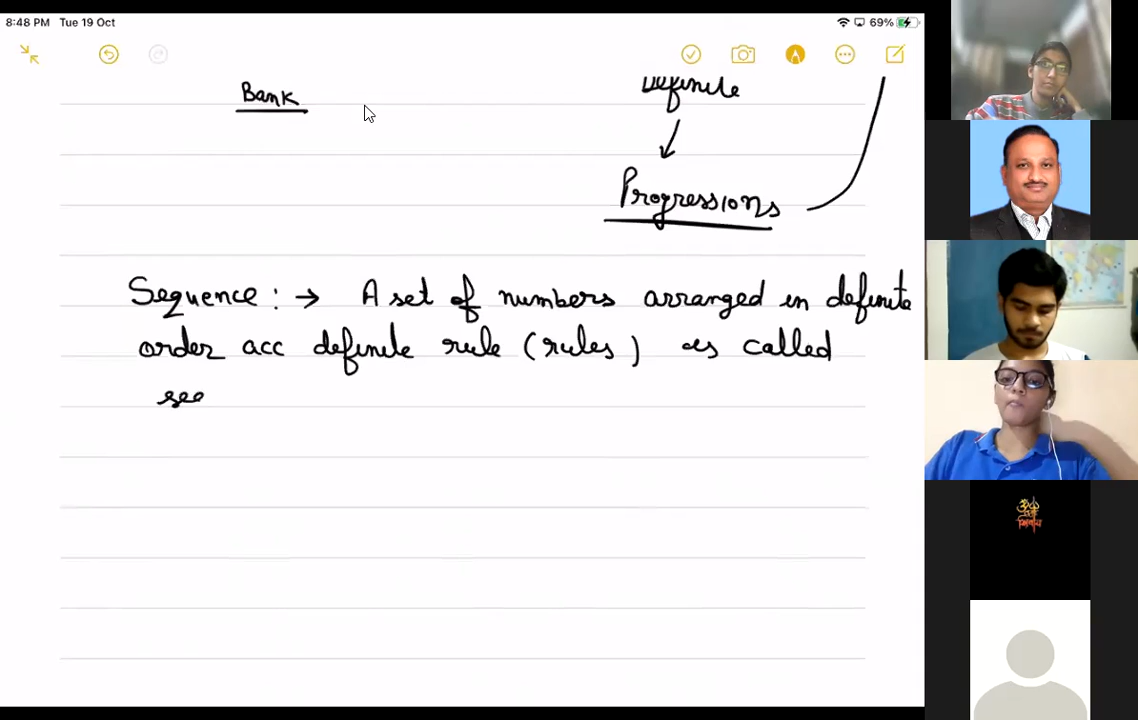 8:48 PM Tue 19 Oct
69%
Bank
Definite
Progressions
Sequence : → A set of numbers arranged in definite
order acc definite rule (rules) is called
see